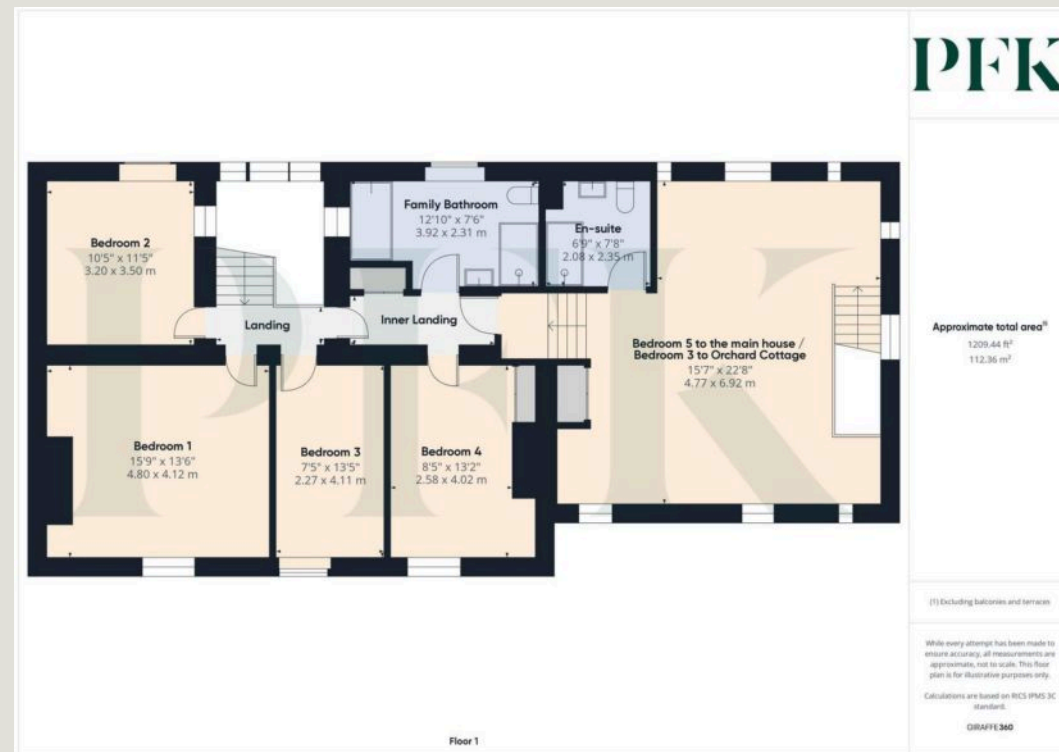 PFK
Family Bathroom
12'10" x 7'6"
3.92 x 2.31 m
En-suite
6'9" x 7'8"
2.08 x 2.35 m
Bedroom 2
10'5" x 11'5"
3.20 x 3.50 m
Landing
Inner Landing
Bedroom 5 to the main house /
Bedroom 3 to Orchard Cottage
15'7" x 22'8"
4.77 x 6.92 m
Bedroom 1
15'9" x 13'6"
4.80 x 4.12 m
Bedroom 3
7'5" x 13'5"
2.27 x 4.11 m
Bedroom 4
8'5" x 13'2"
2.58 x 4.02 m
PFK
Floor 1
Approximate total area⁽¹⁾
1209.44 ft²
112.36 m²
(1) Excluding balconies and terraces
While every attempt has been made to
ensure accuracy, all measurements are
approximate, not to scale. This floor
plan is for illustrative purposes only.
Calculations are based on RICS IPMS 3C
standard.
GIRAFFE360